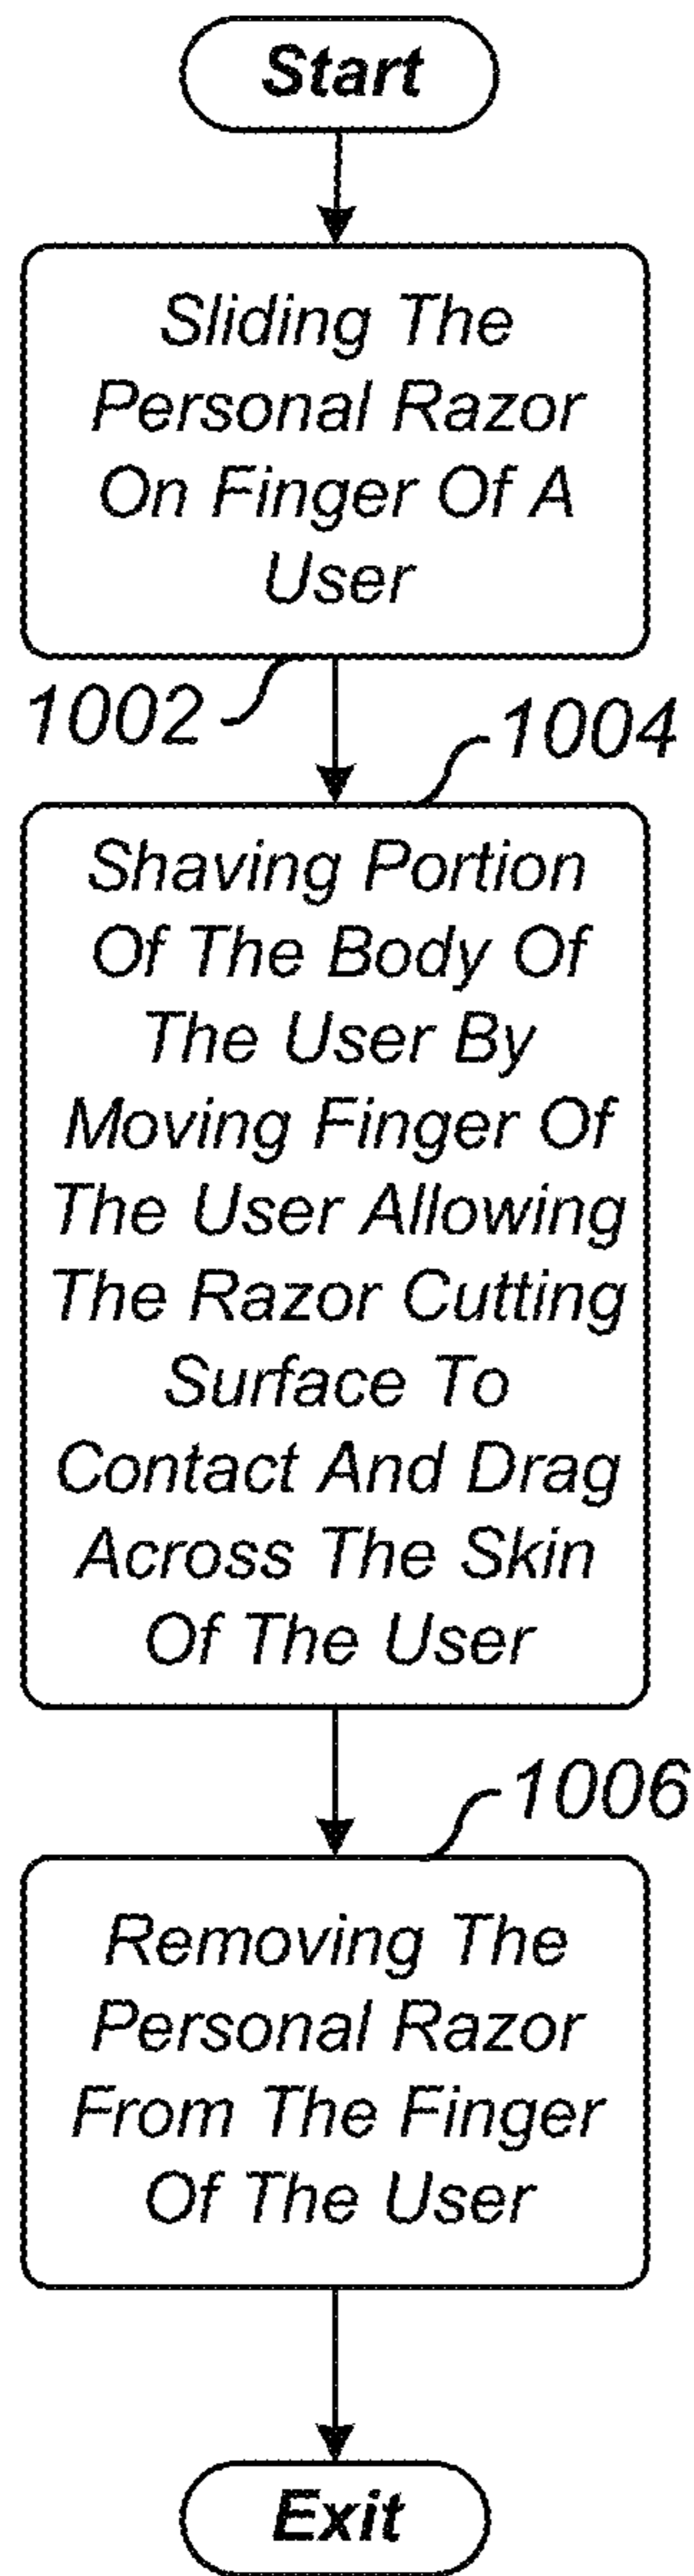 Start
Sliding The
Personal Razor
On Finger Of A
User
1002
1004
Shaving Portion
Of The Body Of
The User By
Moving Finger Of
The User Allowing
The Razor Cutting
Surface To
Contact And Drag
Across The Skin
Of The User
1006
Removing The
Personal Razor
From The Finger
Of The User
Exit